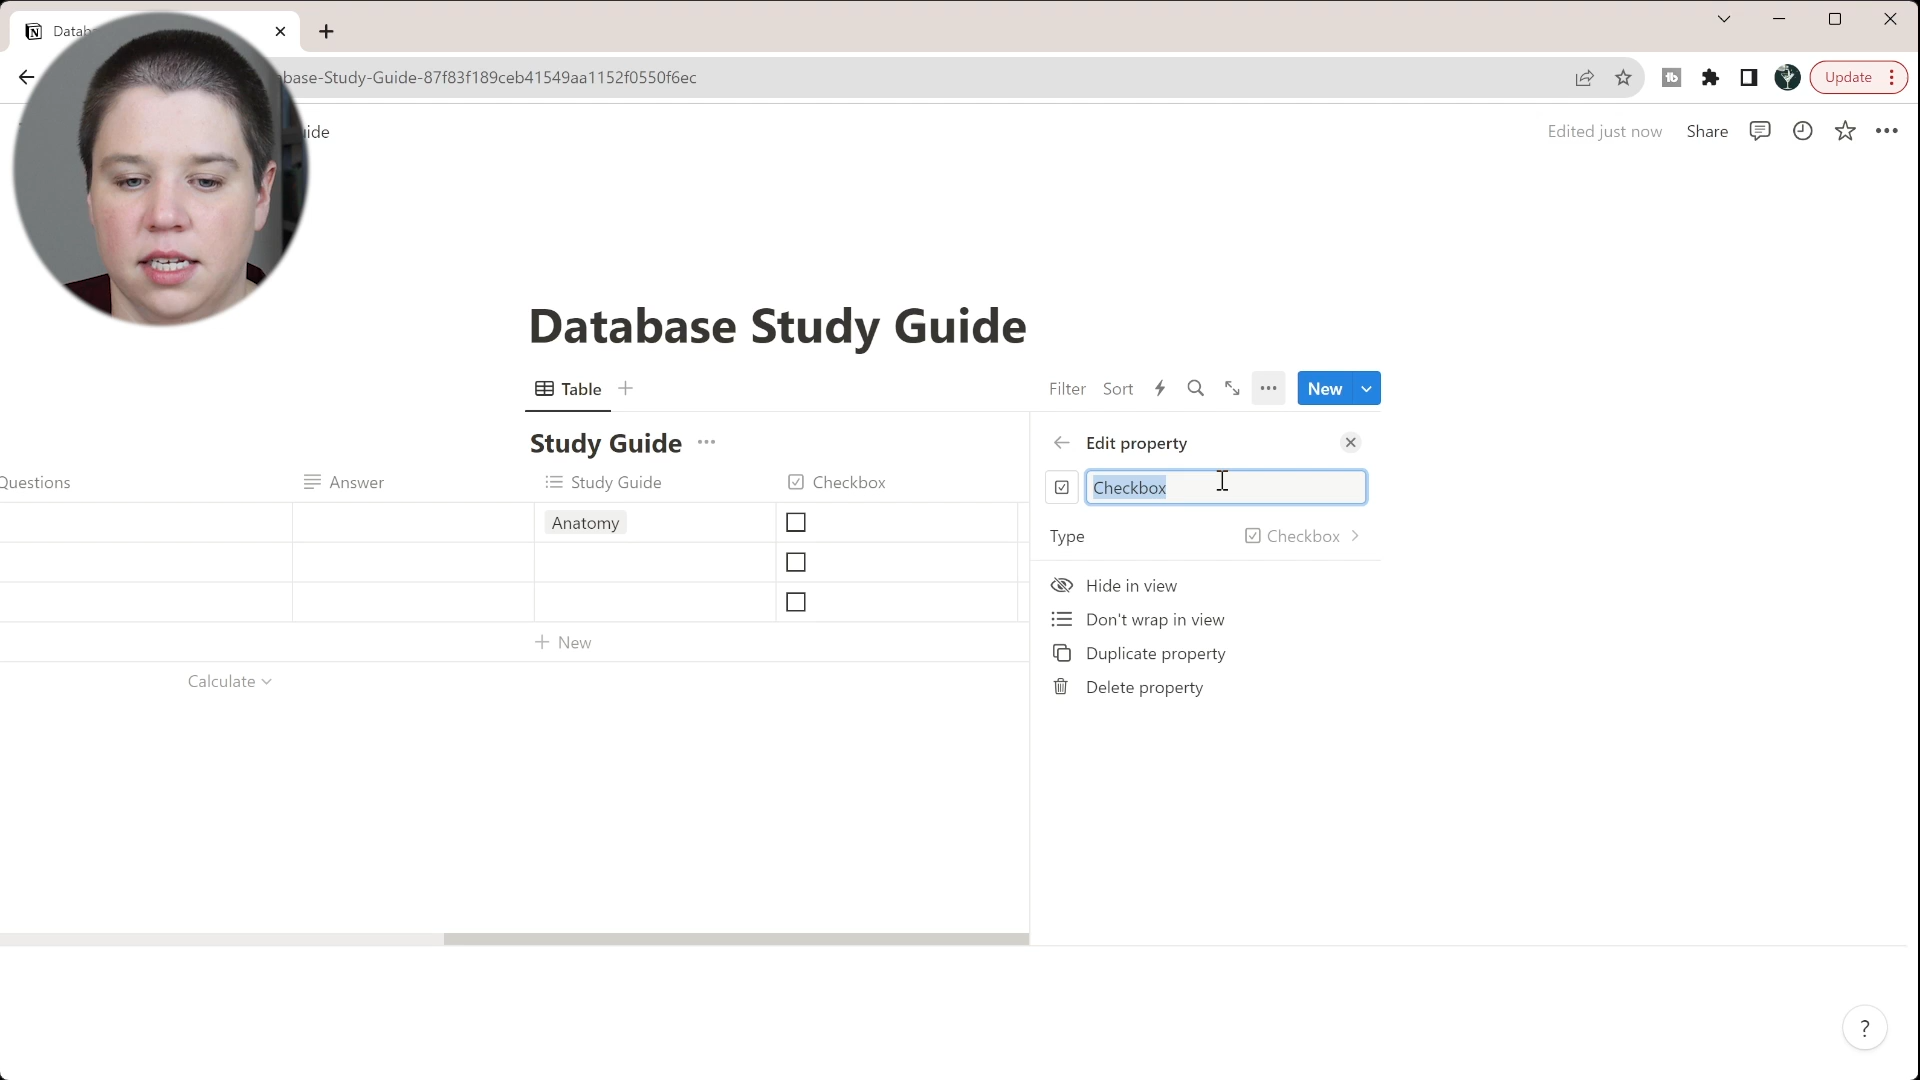 Datab
base-Study-Guide-87f83f189ceb41549aa1152f0550f6ec
Update
uide
Edited just now
Share
Database Study Guide
Table
Filter
Sort
New
Study Guide
Edit property
Questions
Answer
Study Guide
Checkbox
Checkbox
Anatomy
Type
Checkbox
Hide in view
Don't wrap in view
New
Duplicate property
Calculate
Delete property
?